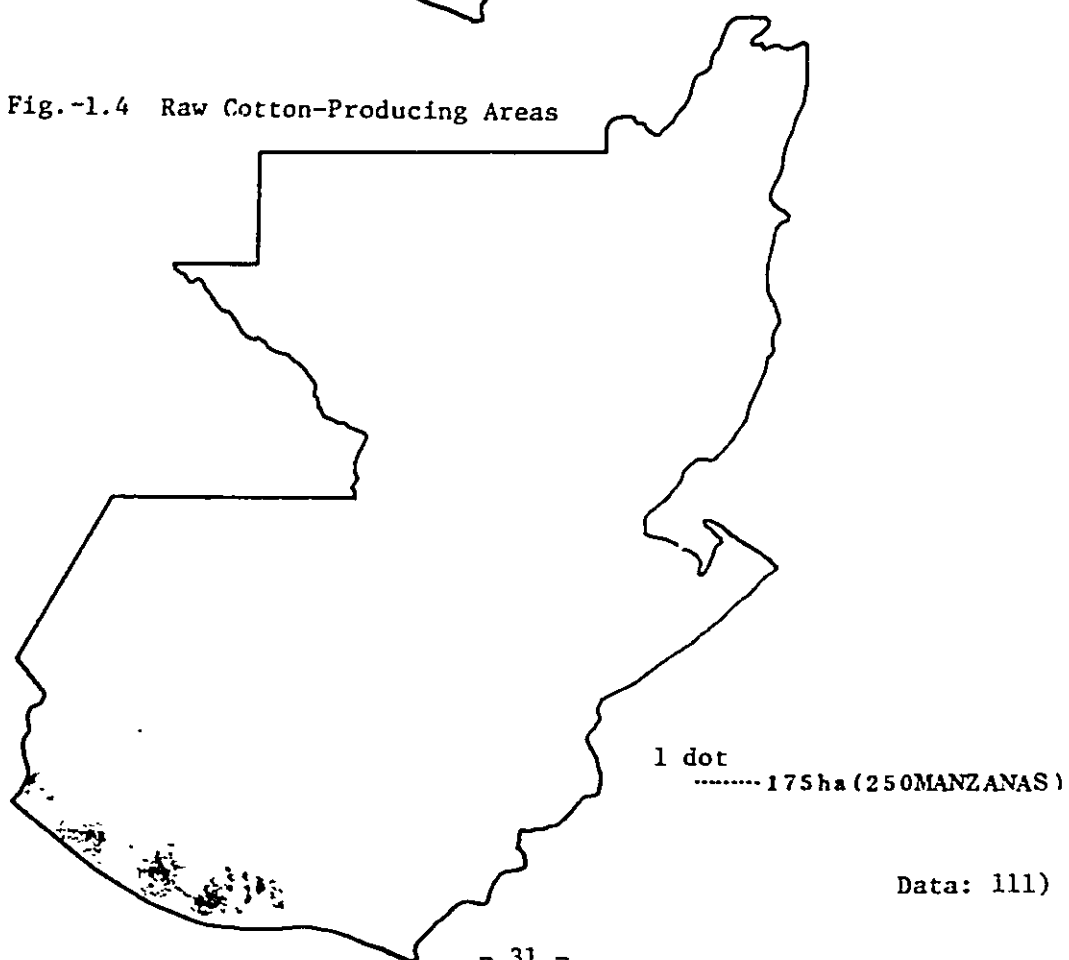 Fig.-1.4 Raw Cotton-Producing Areas
1 dot
--------- 175ha(250MANZANAS)
Data: 111)
- 31 -